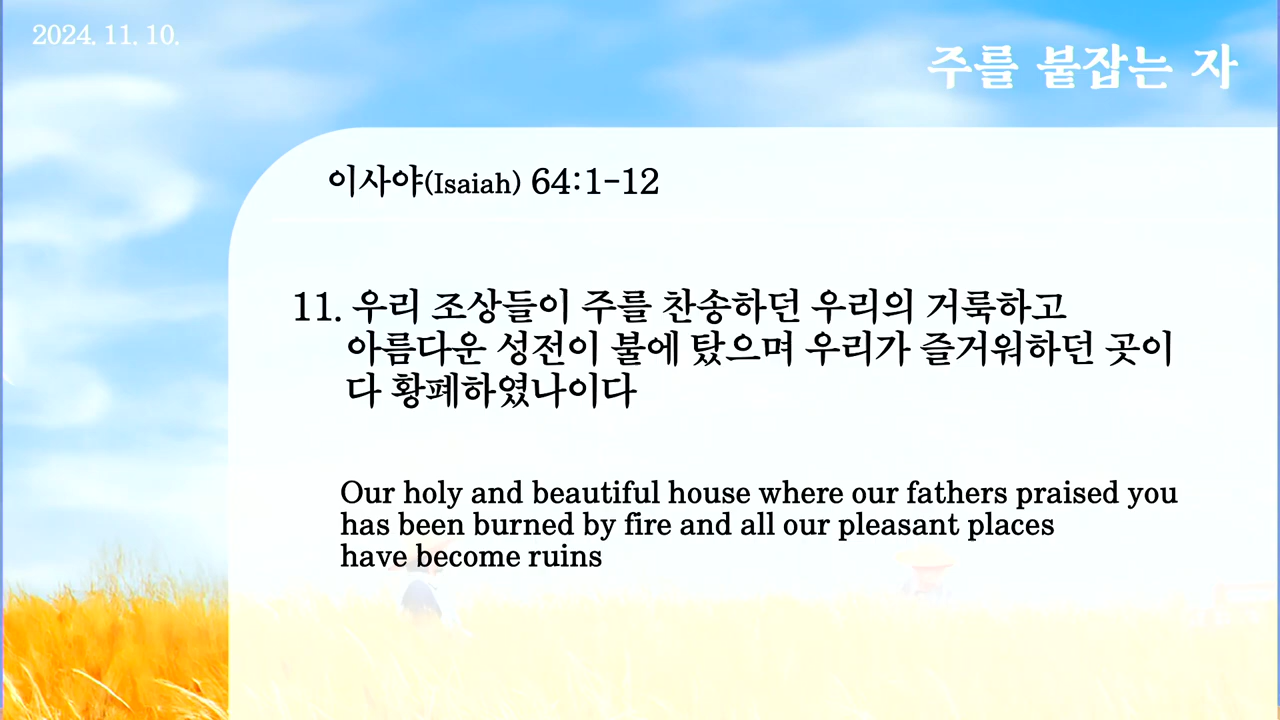 2024. 11. 10.
주를 붙잡는 자
이사야(Isaiah) 64:1-12
11. 우리 조상들이 주를 찬송하던 우리의 거룩하고
아름다운 성전이 불에 탔으며 우리가 즐거워하던 곳이
다 황폐하였나이다
Our holy and beautiful house where our fathers praised you
has been burned by fire and all our pleasant places
have become ruins